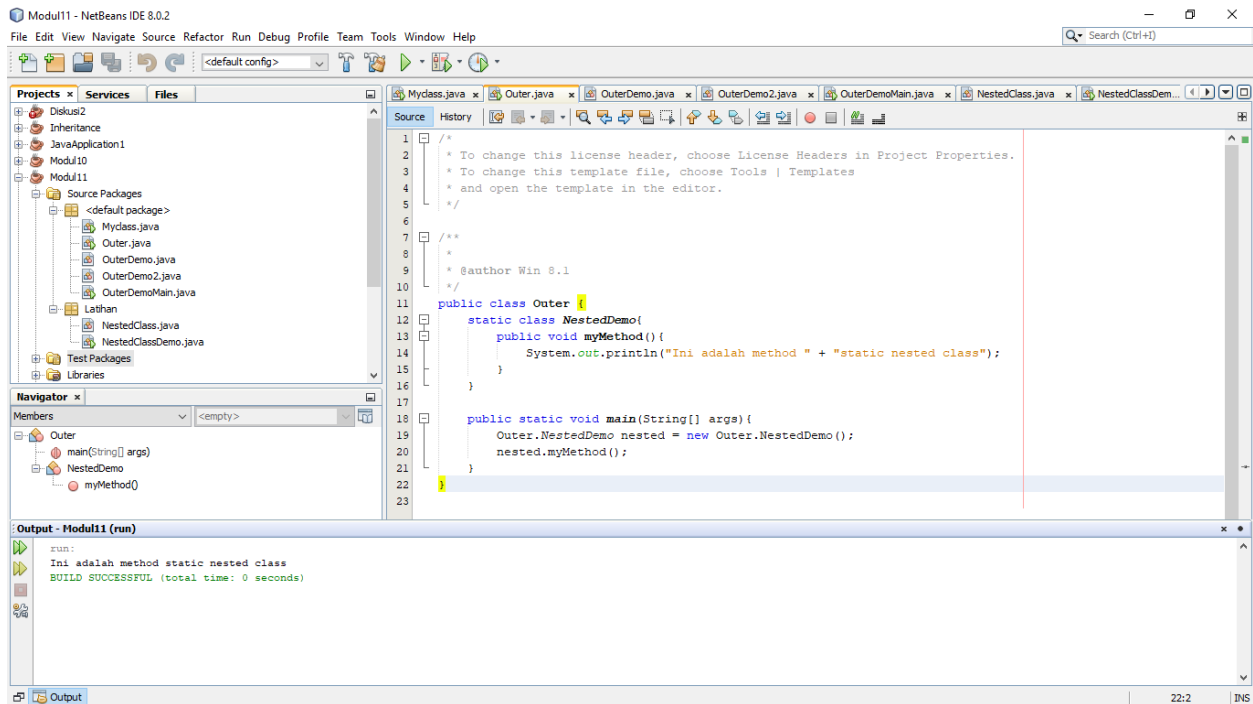 Modul11 - NetBeans IDE 8.0.2
File Edit View Navigate Source Refactor Run Debug Profile Team Tools Window Help
Search (Ctrl+I)
<default config>
Projects x Services Files
Myclass.java x Outer.java x OuterDemo.java x OuterDemo2.java x OuterDemoMain.java x NestedClass.java x NestedClassDem...
Source History
Diskusi2
Inheritance
JavaApplication1
Modul10
Modul11
Source Packages
<default package>
Myclass.java
Outer.java
OuterDemo.java
OuterDemo2.java
OuterDemoMain.java
Latihan
NestedClass.java
NestedClassDemo.java
Test Packages
Libraries
Navigator x
Members <empty>
Outer
main(String[] args)
NestedDemo
myMethod()
1 /*
2 * To change this license header, choose License Headers in Project Properties.
3 * To change this template file, choose Tools | Templates
4 * and open the template in the editor.
5 */
6
7 /**
8 *
9 * @author Win 8.1
10 */
11 public class Outer {
12 static class NestedDemo{
13 public void myMethod(){
14 System.out.println("Ini adalah method " + "static nested class");
15 }
16 }
17
18 public static void main(String[] args){
19 Outer.NestedDemo nested = new Outer.NestedDemo();
20 nested.myMethod();
21 }
22 }
23
Output - Modul11 (run)
run:
Ini adalah method static nested class
BUILD SUCCESSFUL (total time: 0 seconds)
Output
22:2 INS